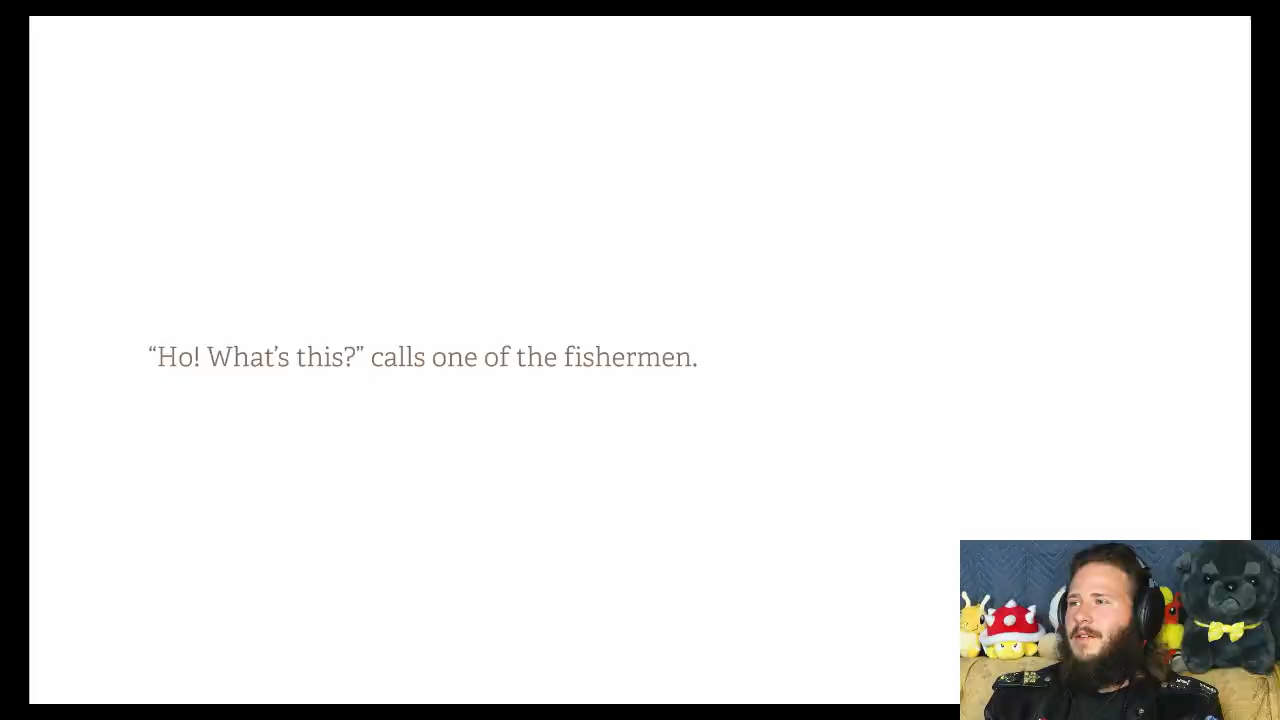 “Ho! What’s this?” calls one of the fishermen.